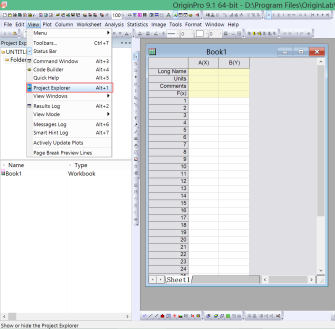 OriginPro 9.1 64-bit - D:\Program Files\OriginLab\
100
File Edit View Graph Column Worksheet Analysis Statistics Image Tools Format Window Help
Project Exp
UNTITL
Folder
Menu
Toolbars... Ctrl+T
Status Bar
Command Window Alt+3
Code Builder Alt+4
Quick Help Alt+5
Project Explorer Alt+1
View Windows
Results Log Alt+2
View Mode
Messages Log Alt+6
Smart Hint Log Alt+7
Actively Update Plots
Page Break Preview Lines
Name Type
Book1 Workbook
Book1
A(X) B(Y)
Long Name
Units
Comments
F(x)
1
2
3
4
5
6
7
8
9
10
11
12
13
14
15
16
17
18
19
20
21
22
23
24
Sheet1
Show or hide the Project Explorer